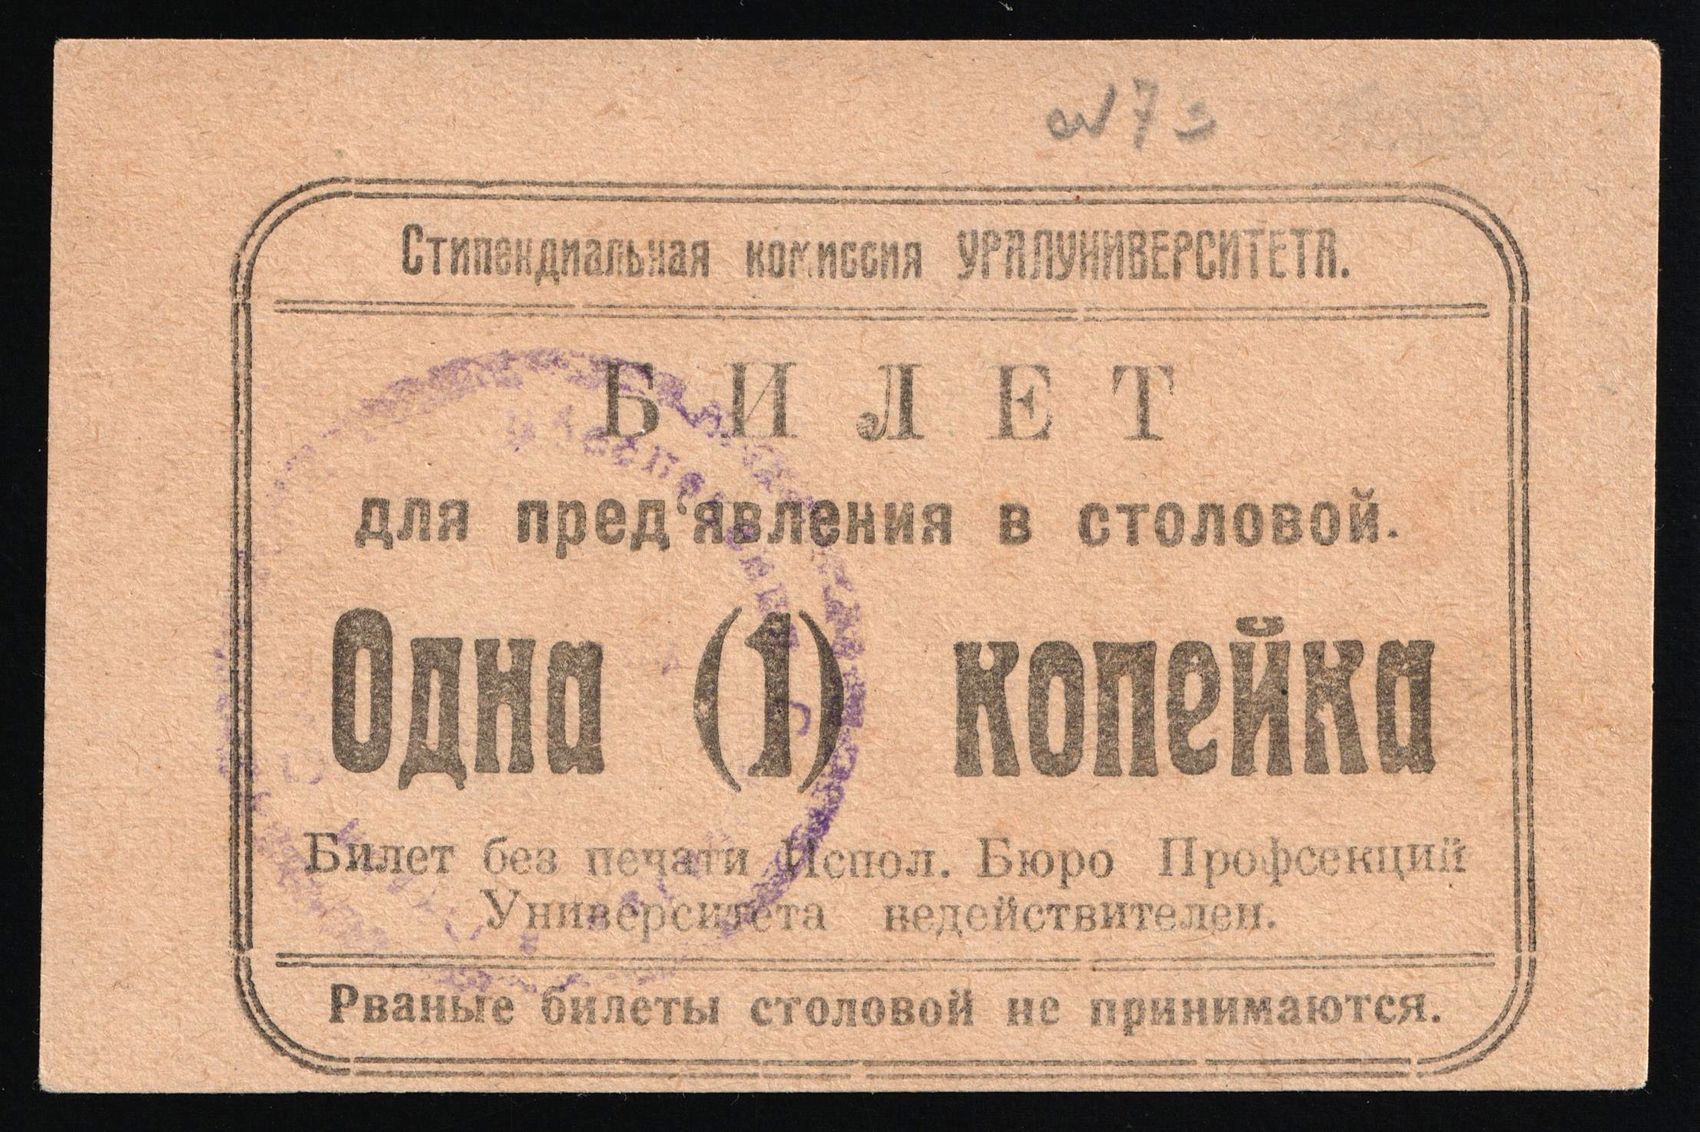 Стипендиальная комиссия УРАЛУНИВЕРСИТЕТА.
БИЛЕТ
для пред‘явления в столовой.
Одна (1) копейка
Билет без печати Испол. Бюро Профсекций
Университета недействителен.
Рваные билеты столовой не принимаются.